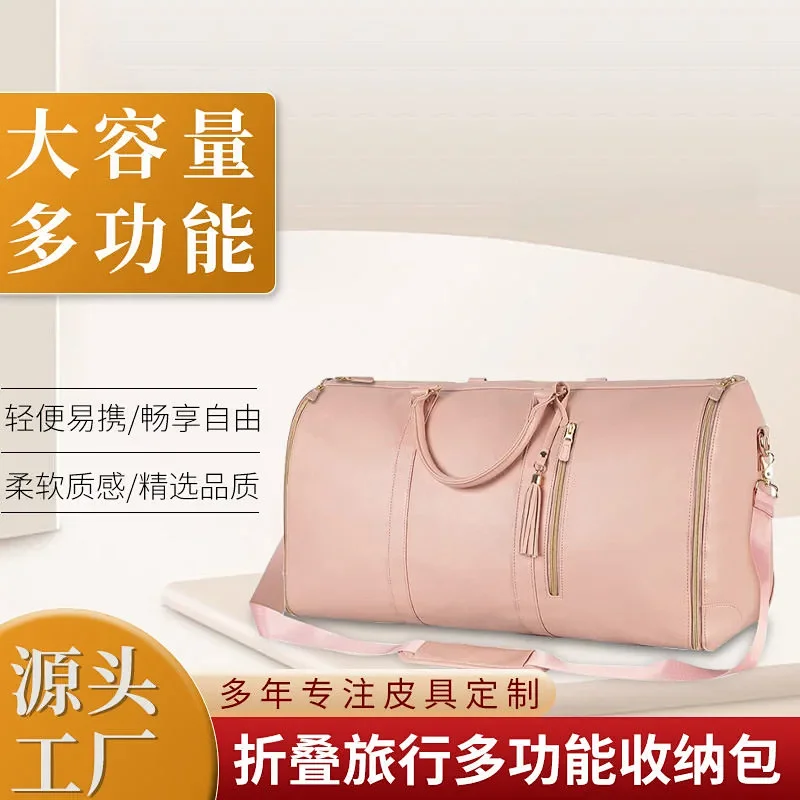 大容量
多功能
轻便易携/畅享自由
柔软质感/精选品质
源头
工厂
多年专注皮具定制
折叠旅行多功能收纳包